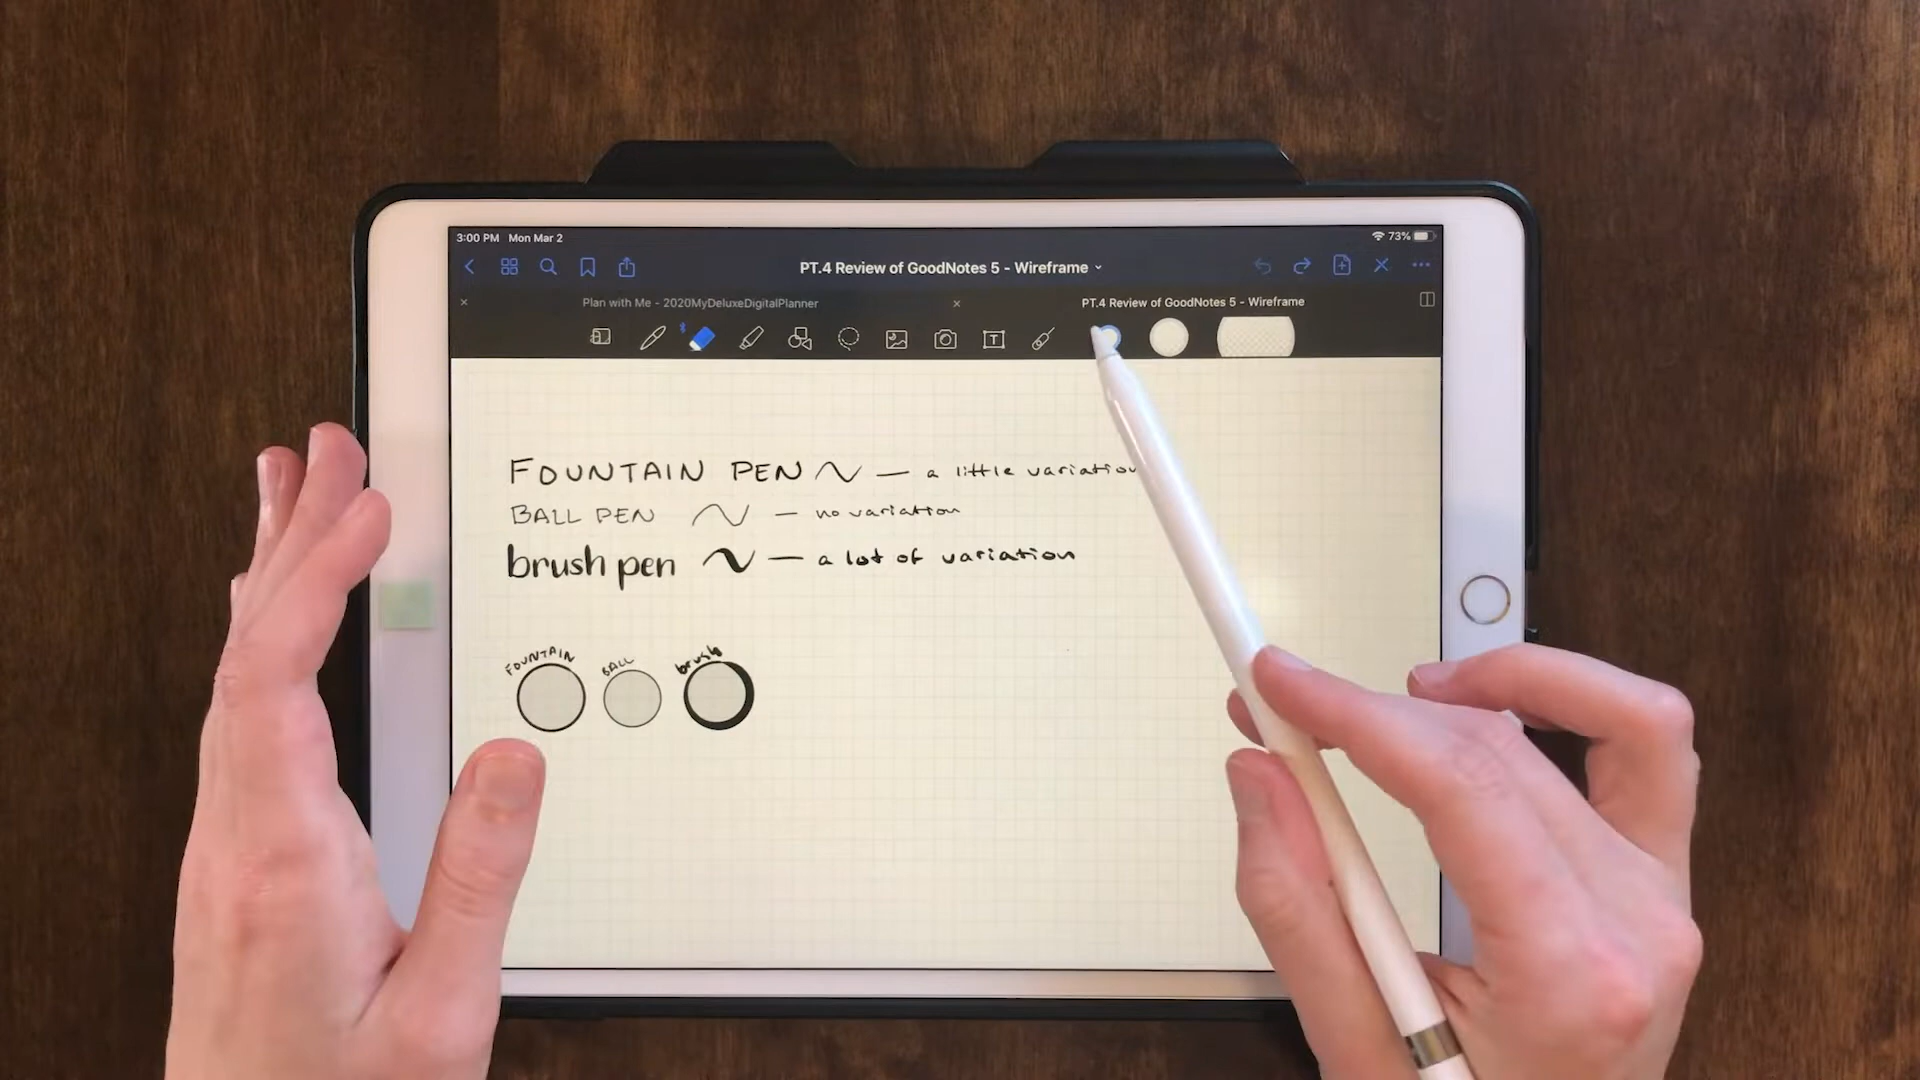 3:00 PM Mon Mar 2
73%
PT.4 Review of GoodNotes 5 - Wireframe
Plan with Me - 2020MyDeluxeDigitalPlanner
PT.4 Review of GoodNotes 5 - Wireframe
T
FOUNTAIN PEN — a little variation
BALL PEN — no variation
brush pen — a lot of variation
FOUNTAIN BALL brush